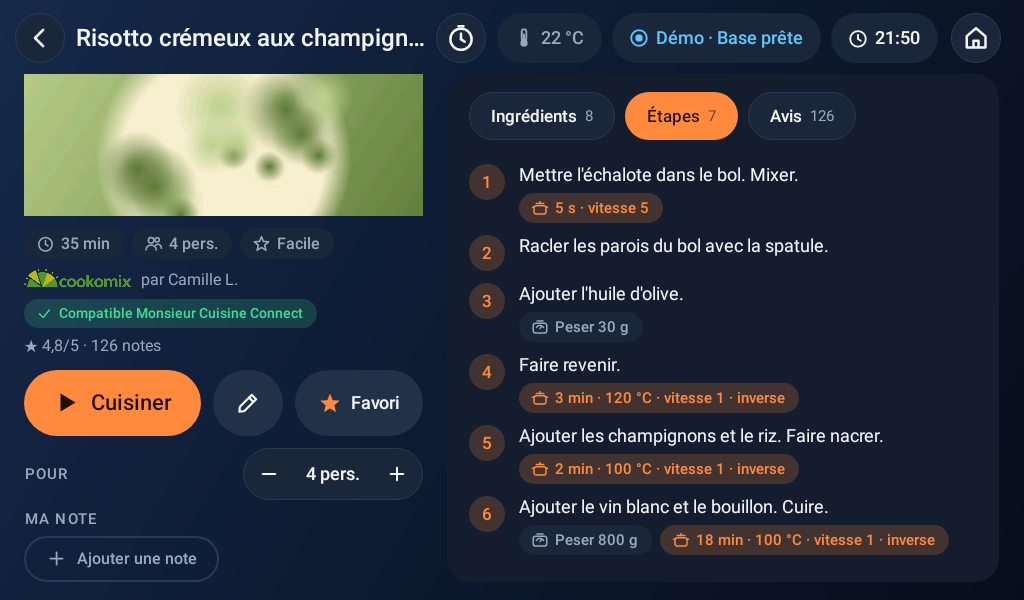 Risotto crémeux aux champign...
22 °C
Démo · Base prête
21:50
35 min
4 pers.
Facile
cookomix par Camille L.
Compatible Monsieur Cuisine Connect
★ 4,8/5 · 126 notes
Cuisiner
Favori
POUR
4 pers.
MA NOTE
Ajouter une note
Ingrédients 8
Étapes 7
Avis 126
1
Mettre l'échalote dans le bol. Mixer.
5 s · vitesse 5
2
Racler les parois du bol avec la spatule.
3
Ajouter l'huile d'olive.
Peser 30 g
4
Faire revenir.
3 min · 120 °C · vitesse 1 · inverse
5
Ajouter les champignons et le riz. Faire nacrer.
2 min · 100 °C · vitesse 1 · inverse
6
Ajouter le vin blanc et le bouillon. Cuire.
Peser 800 g
18 min · 100 °C · vitesse 1 · inverse